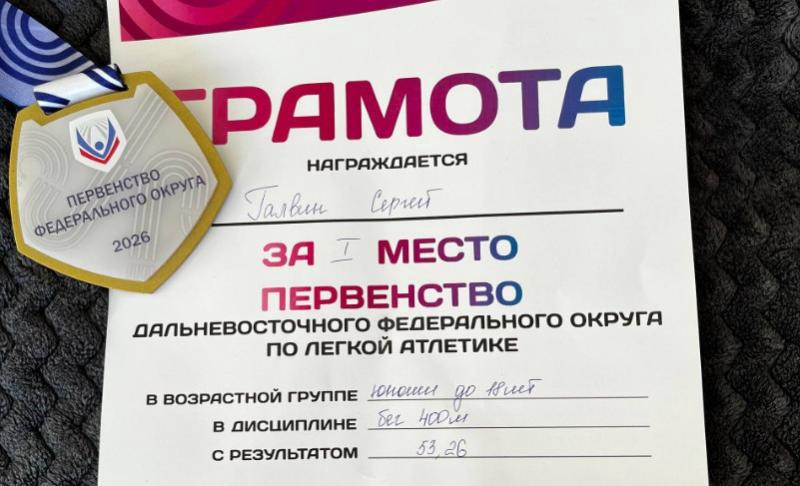 ПЕРВЕНСТВО
ФЕДЕРАЛЬНОГО ОКРУГА
2026
ГРАМОТА
НАГРАЖДАЕТСЯ
Галвин Сергей
ЗА I МЕСТО
ПЕРВЕНСТВО
ДАЛЬНЕВОСТОЧНОГО ФЕДЕРАЛЬНОГО ОКРУГА
ПО ЛЕГКОЙ АТЛЕТИКЕ
В ВОЗРАСТНОЙ ГРУППЕ юноши до 18 лет
В ДИСЦИПЛИНЕ бег 400м
С РЕЗУЛЬТАТОМ 53,26